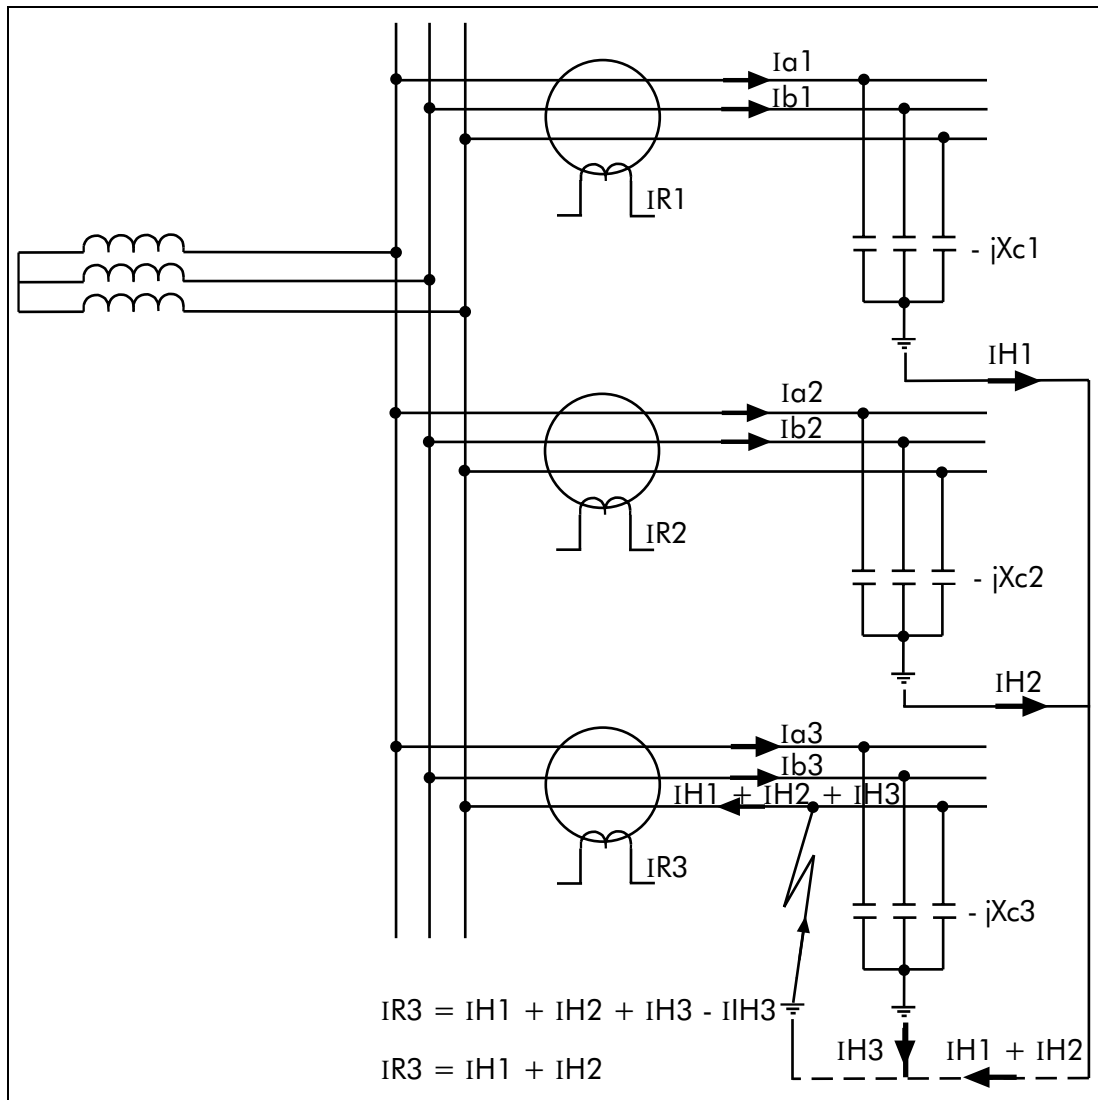 Ia1
Ib1
IR1
- jXc1
IH1
Ia2
Ib2
IR2
- jXc2
IH2
Ia3
Ib3
IH1 + IH2 + IH3
IR3
- jXc3
IR3 = IH1 + IH2 + IH3 - IIH3
IH3
IH1 + IH2
IR3 = IH1 + IH2